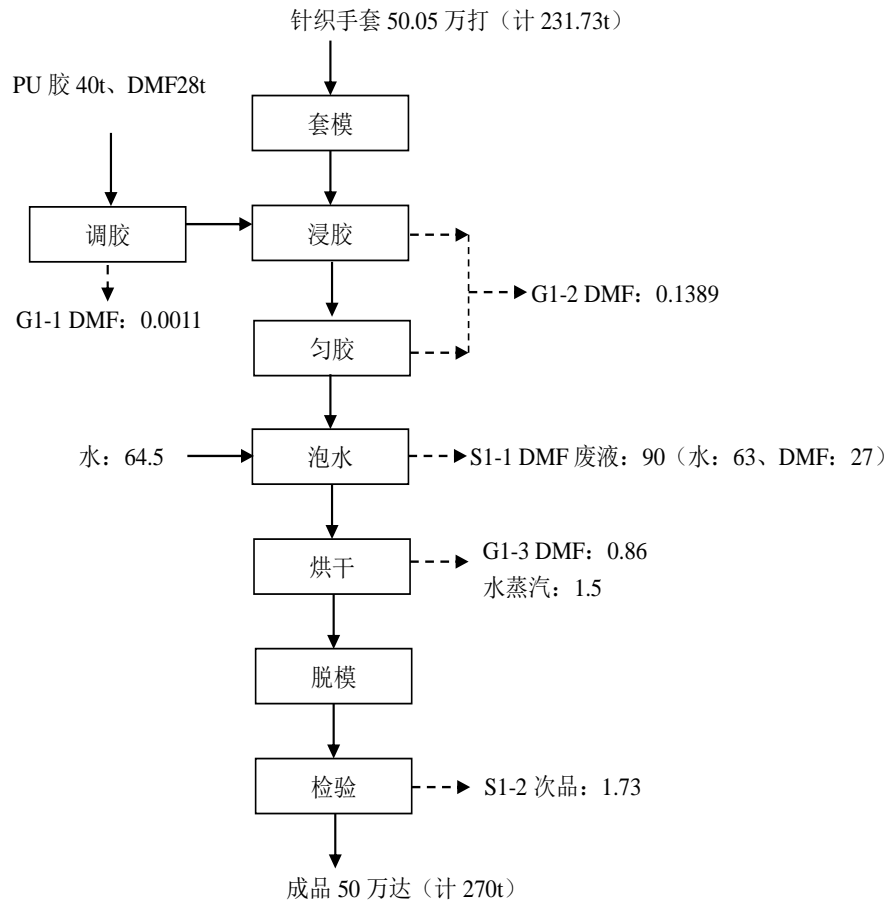 针织手套 50.05 万打（计 231.73t）
PU 胶 40t、DMF28t
套模
调胶
浸胶
G1-1 DMF：0.0011
G1-2 DMF：0.1389
匀胶
水：64.5
泡水
S1-1 DMF 废液：90（水：63、DMF：27）
烘干
G1-3 DMF：0.86
水蒸汽：1.5
脱模
检验
S1-2 次品：1.73
成品 50 万达（计 270t）